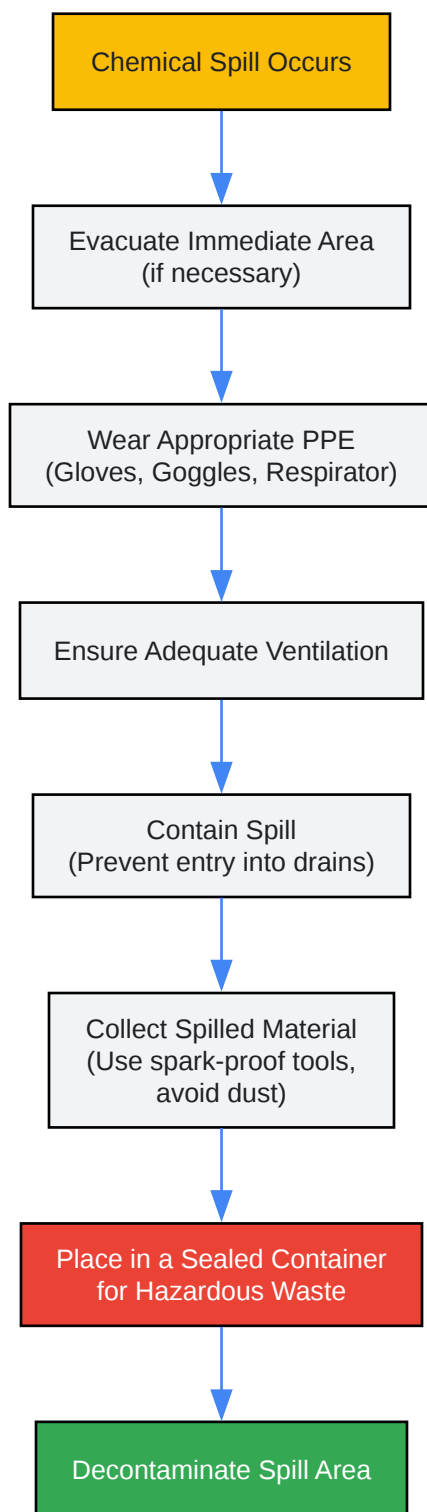 Chemical Spill Occurs
Evacuate Immediate Area
(if necessary)
Wear Appropriate PPE
(Gloves, Goggles, Respirator)
Ensure Adequate Ventilation
Contain Spill
(Prevent entry into drains)
Collect Spilled Material
(Use spark-proof tools,
avoid dust)
Place in a Sealed Container
for Hazardous Waste
Decontaminate Spill Area